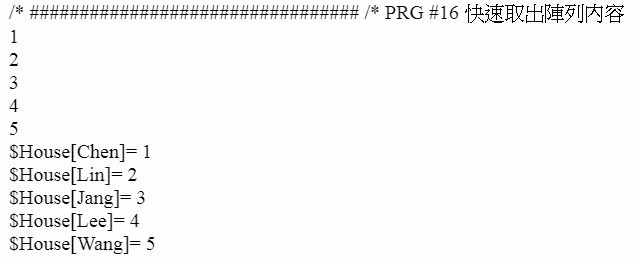 /* ################################# /* PRG #16 快速取出陣列內容
1
2
3
4
5
$House[Chen]= 1
$House[Lin]= 2
$House[Jang]= 3
$House[Lee]= 4
$House[Wang]= 5